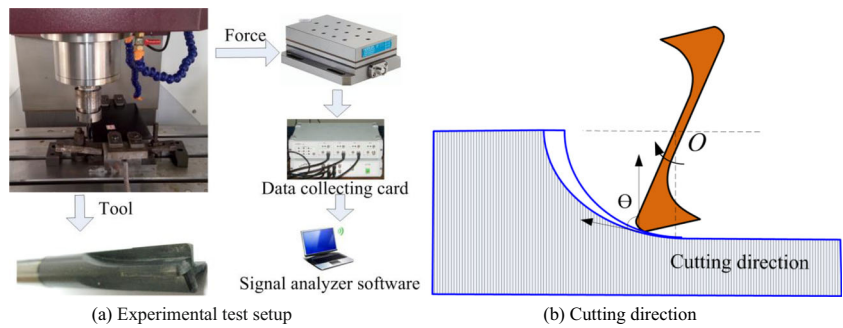 Force
Data collecting card
Tool
Signal analyzer software
(a) Experimental test setup
O
Θ
Cutting direction
(b) Cutting direction